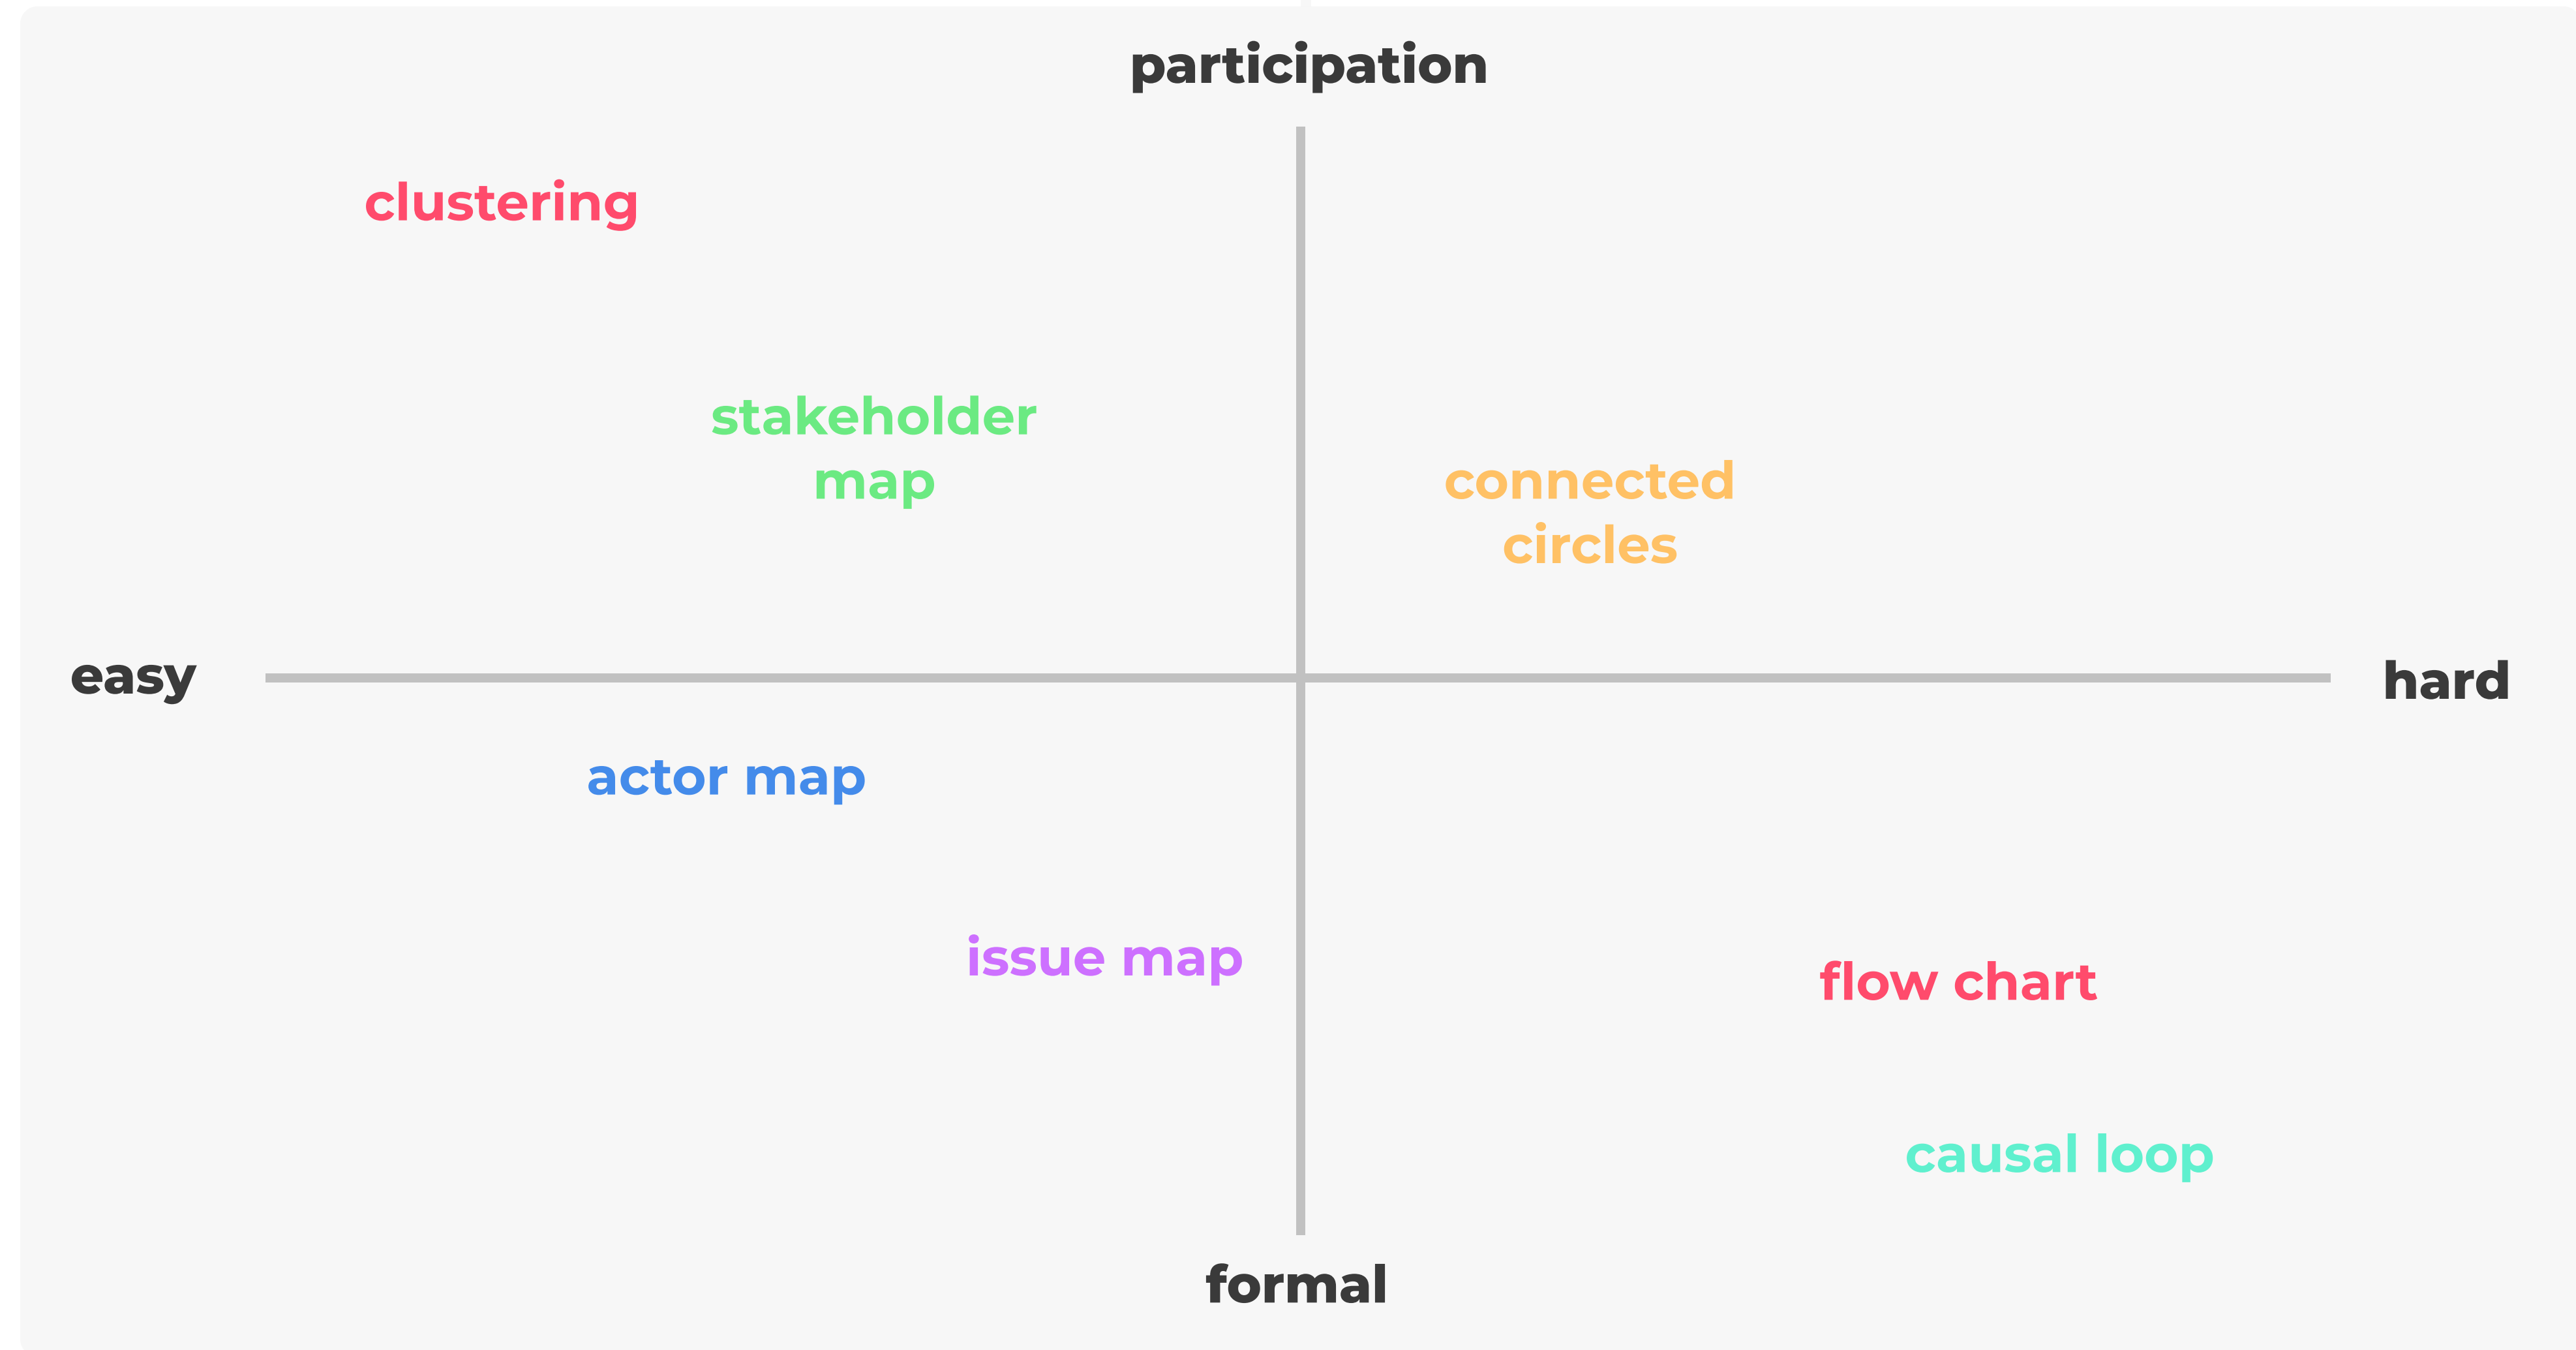 participation
clustering
stakeholder
map
connected
circles
easy
hard
actor map
issue map
flow chart
causal loop
formal